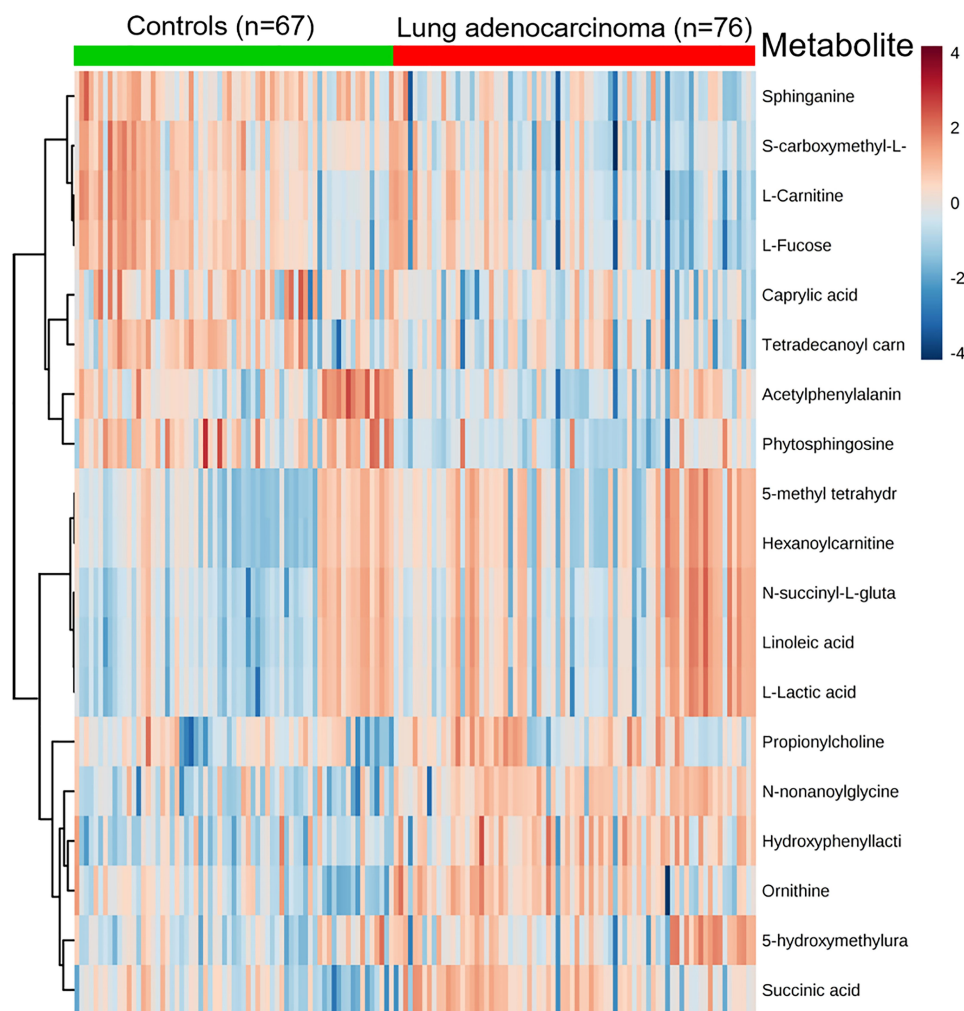 Controls (n=67)
Lung adenocarcinoma (n=76)
Metabolite
4
2
0
-2
-4
Sphinganine
S-carboxymethyl-L-
L-Carnitine
L-Fucose
Caprylic acid
Tetradecanoyl carn
Acetylphenylalanin
Phytosphingosine
5-methyl tetrahydr
Hexanoylcarnitine
N-succinyl-L-gluta
Linoleic acid
L-Lactic acid
Propionylcholine
N-nonanoylglycine
Hydroxyphenyllacti
Ornithine
5-hydroxymethylura
Succinic acid